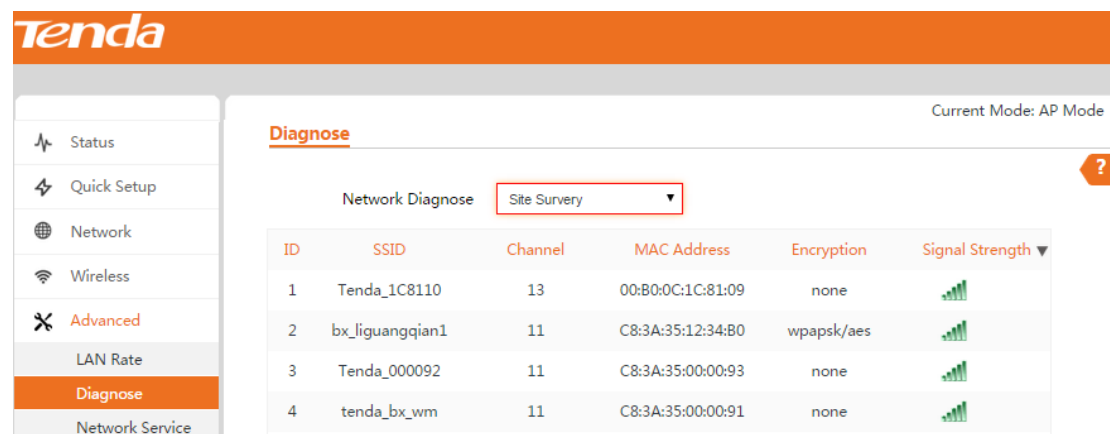 Tenda
Current Mode: AP Mode
Diagnose
?
Status
Quick Setup
Network
Wireless
Advanced
LAN Rate
Diagnose
Network Service
Network Diagnose Site Survery
ID SSID Channel MAC Address Encryption Signal Strength
1 Tenda_1C8110 13 00:B0:0C:1C:81:09 none
2 bx_liguangqian1 11 C8:3A:35:12:34:B0 wpapsk/aes
3 Tenda_000092 11 C8:3A:35:00:00:93 none
4 tenda_bx_wm 11 C8:3A:35:00:00:91 none